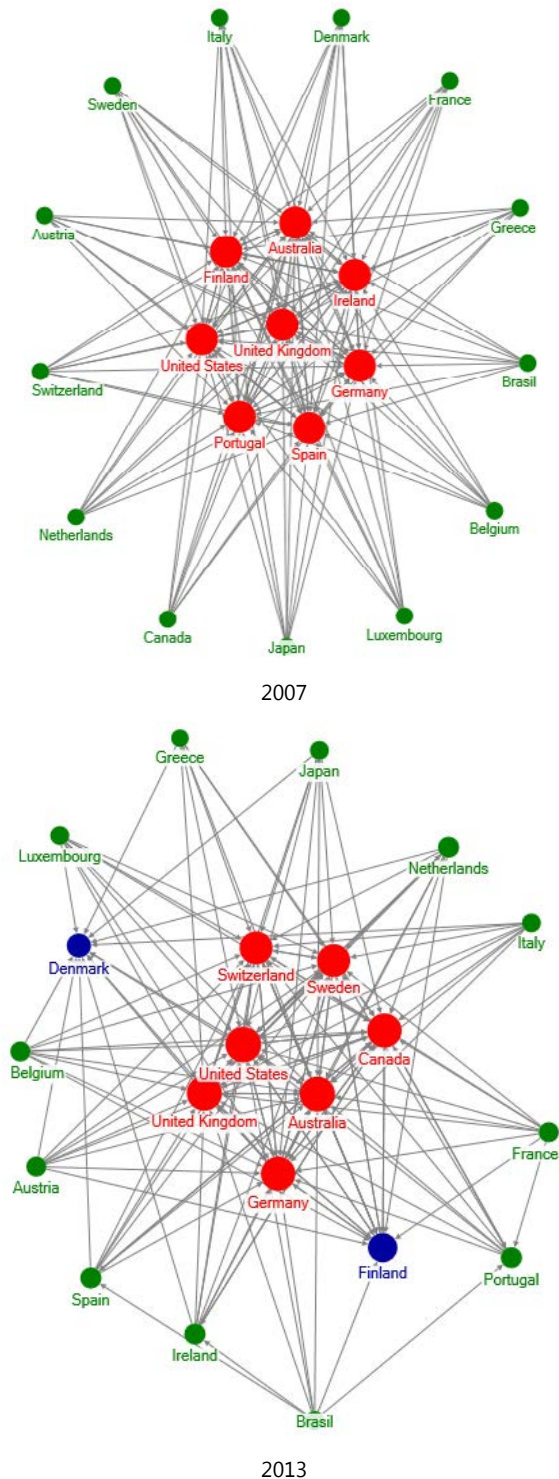 Italy
Denmark
Sweden
France
Austria
Greece
Australia
Finland
Ireland
United Kingdom
United States
Switzerland
Brasil
Germany
Portugal
Spain
Netherlands
Belgium
Canada
Luxembourg
Japan
2007
Greece
Japan
Luxembourg
Netherlands
Italy
Denmark
Switzerland
Sweden
Canada
Belgium
United States
United Kingdom
Australia
France
Austria
Germany
Finland
Portugal
Spain
Ireland
Brasil
2013